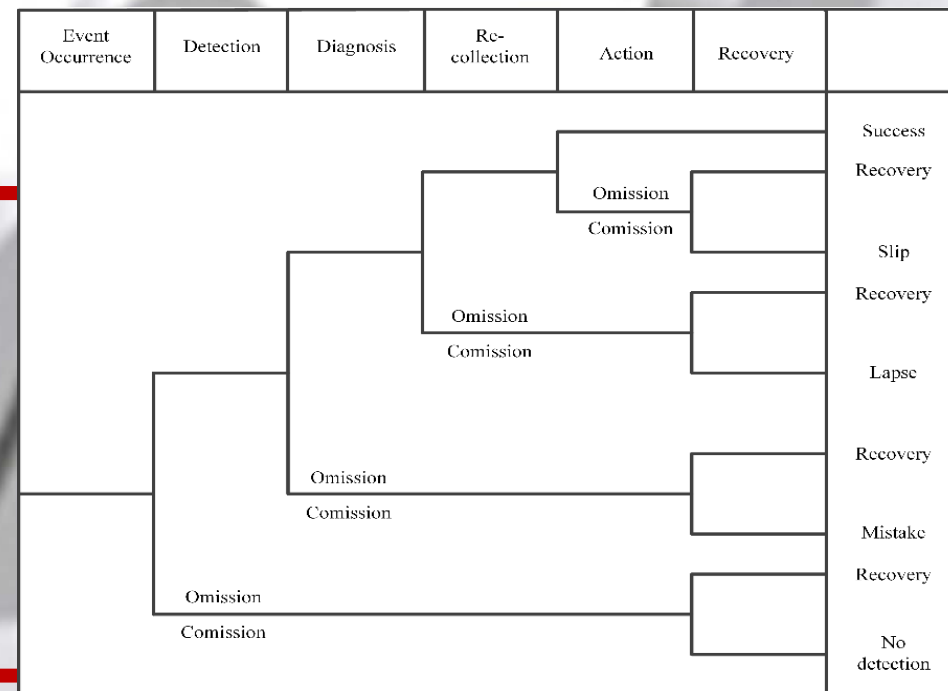 Event
Occurrence
Detection
Diagnosis
Re-
collection
Action
Recovery
Success
Recovery
Omission
Comission
Slip
Recovery
Omission
Comission
Lapse
Recovery
Omission
Comission
Mistake
Recovery
Omission
Comission
No
detection